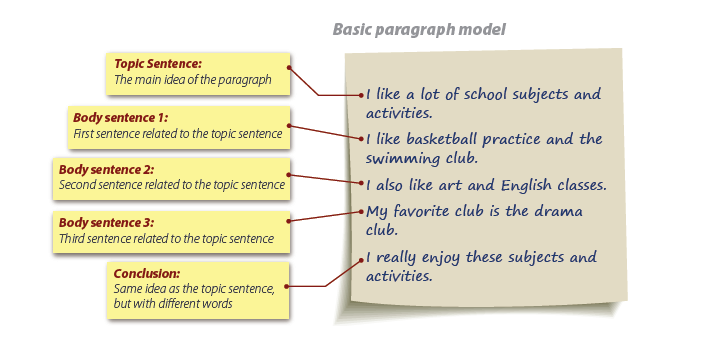 Basic paragraph model
Topic Sentence:
The main idea of the paragraph
Body sentence 1:
First sentence related to the topic sentence
Body sentence 2:
Second sentence related to the topic sentence
Body sentence 3:
Third sentence related to the topic sentence
Conclusion:
Same idea as the topic sentence,
but with different words
I like a lot of school subjects and
activities.
I like basketball practice and the
swimming club.
I also like art and English classes.
My favorite club is the drama
club.
I really enjoy these subjects and
activities.